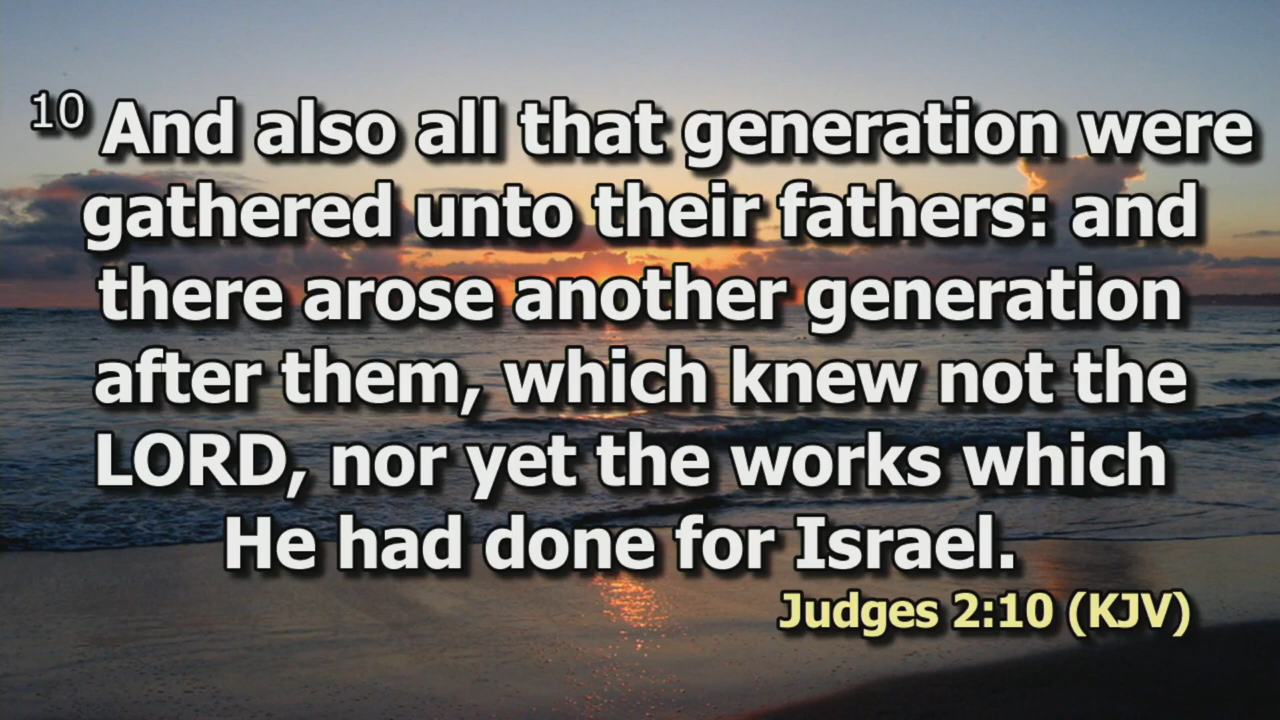 10 And also all that generation were
gathered unto their fathers: and
there arose another generation
after them, which knew not the
LORD, nor yet the works which
He had done for Israel.
Judges 2:10 (KJV)